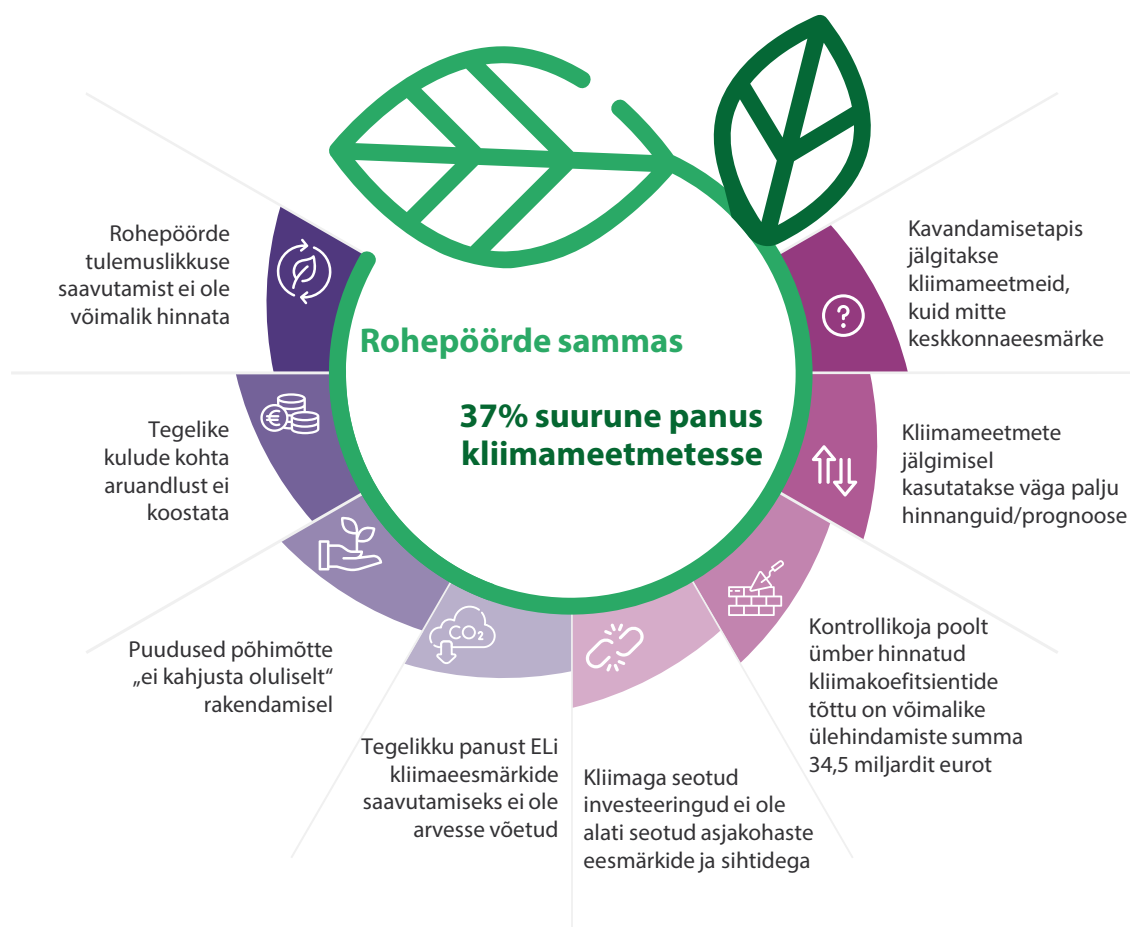 Rohepöörde sammas
37% suurune panus
kliimameetmetesse
Kavandamisetapis
jälgitakse
kliimameetmeid,
kuid mitte
keskkonnaeesmärke
?
Kliimameetmete
jälgimisel
kasutatakse väga palju
hinnanguid/prognoose
Kontrollikoja poolt
ümber hinnatud
kliimakoefitsientide
tõttu on võimalike
ülehindamiste summa
34,5 miljardit eurot
Kliimaga seotud
investeeringud ei ole
alati seotud asjakohaste
eesmärkide ja sihtidega
CO₂
Tegelikku panust ELi
kliimaeesmärkide
saavutamiseks ei ole
arvesse võetud
Puudused põhimõtte
„ei kahjusta oluliselt“
rakendamisel
€
Tegelike
kulude kohta
aruandlust ei
koostata
Rohepöörde
tulemuslikkuse
saavutamist ei ole
võimalik hinnata